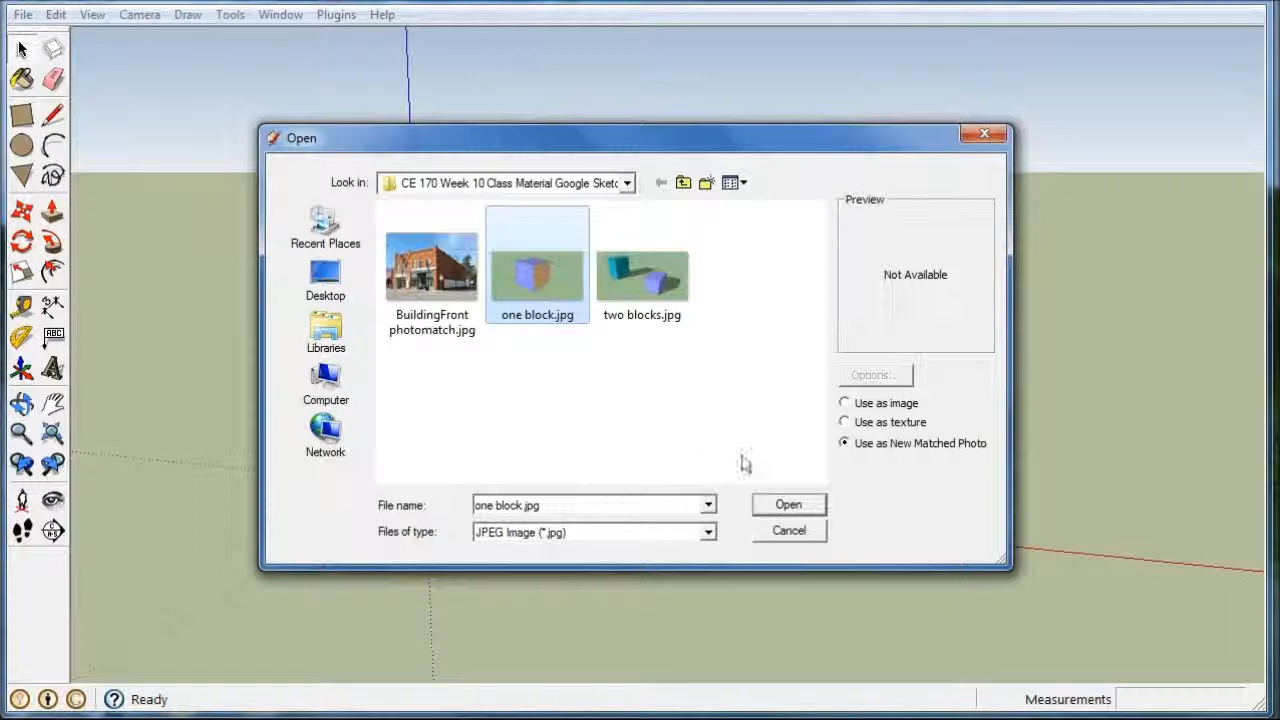 File Edit View Camera Draw Tools Window Plugins Help
Open
Look in: CE 170 Week 10 Class Material Google Sketc
Preview
Not Available
Recent Places
Desktop
Libraries
Computer
Network
BuildingFront
photomatch.jpg
one block.jpg
two blocks.jpg
Options...
Use as image
Use as texture
Use as New Matched Photo
File name: one block.jpg Open
Files of type: JPEG Image (*.jpg) Cancel
ABC
Ready Measurements